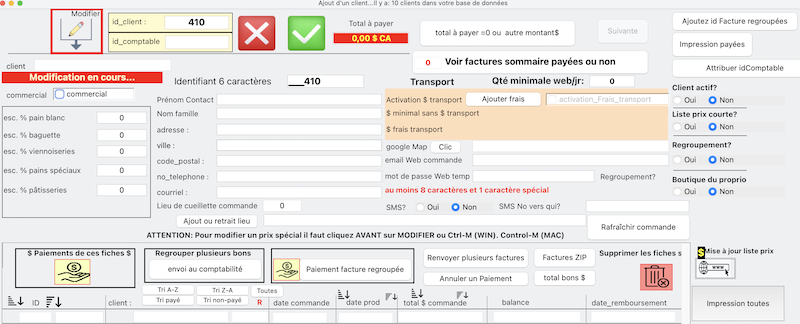 Ajout d'un client...Il y a: 10 clients dans votre base de données
Modifier
id_client :
410
id_comptable
Total à payer
0,00 $ CA
total à payer =0 ou autre montant$
Suivante
Ajoutez id Facture regroupées
Impression payées
Attribuer idComptable
0
Voir factures sommaire payées ou non
client
Modification en cours...
Identifiant 6 caractères
___410
Transport
Qté minimale web/jr:
0
commercial
commercial
Client actif?
Oui
Non
Liste prix courte?
Oui
Non
Regroupement?
Oui
Non
Boutique du proprio
Oui
Non
esc. % pain blanc
0
esc. % baguette
0
esc. % viennoiseries
0
esc. % pains spéciaux
0
esc. % pâtisseries
0
Prénom Contact
Nom famille
adresse :
ville :
code_postal :
no_telephone :
courriel :
Lieu de cueillette commande
0
Ajout ou retrait lieu
Activation $ transport
Ajouter frais
activation_Frais_transport
$ minimal sans $ transport
$ frais transport
google Map
Clic
email Web commande
mot de passe Web temp
Regroupement?
au moins 8 caractères et 1 caractère spécial
SMS?
Oui
Non
SMS No vers qui?
Rafraîchir commande
ATTENTION: Pour modifier un prix spécial il faut cliquez AVANT sur MODIFIER ou Ctrl-M (WIN). Control-M (MAC)
$ Paiements de ces fiches $
Regrouper plusieurs bons
envoi au comptabilité
Paiement facture regroupée
Renvoyer plusieurs factures
Annuler un Paiement
Factures ZIP
total bons $
Supprimer les fiches s
$
Mise à jour liste prix
www
Impression toutes
Tri A-Z
Tri Z-A
Toutes
Tri payé
Tri non-payé
R
ID
client :
date commande
date prod
total $ commande
balance
date_remboursement